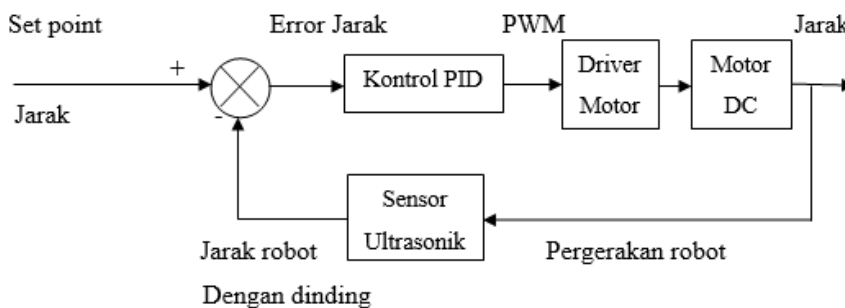 Set point
Error Jarak
PWM
Jarak
+
Kontrol PID
Driver
Motor
Motor
DC
Jarak
-
Sensor
Ultrasonik
Jarak robot
Dengan dinding
Pergerakan robot